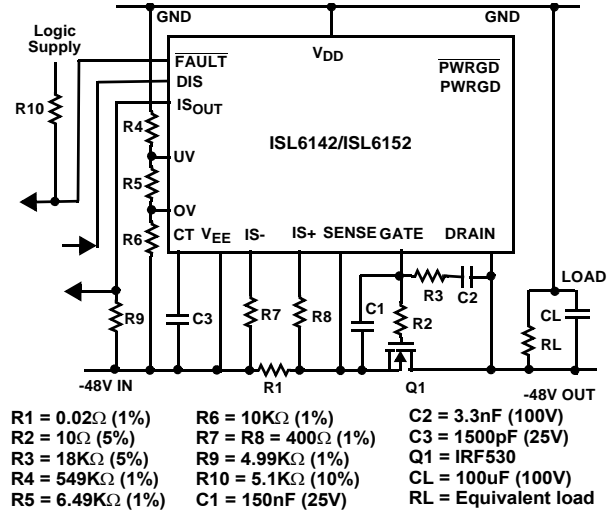 GND GND
Logic
Supply
FAULT
DIS
ISOUT
VDD
PWRGD
PWRGD
R10
R4
ISL6142/ISL6152
UV
R5
OV
R6
CT VEE IS- IS+ SENSE GATE DRAIN
R9
C3
R7
R8
C1
R2
R3
C2
LOAD
CL
RL
-48V IN
R1
Q1
-48V OUT
R1 = 0.02Ω (1%)
R2 = 10Ω (5%)
R3 = 18KΩ (5%)
R4 = 549KΩ (1%)
R5 = 6.49KΩ (1%)
R6 = 10KΩ (1%)
R7 = R8 = 400Ω (1%)
R9 = 4.99KΩ (1%)
R10 = 5.1KΩ (10%)
C1 = 150nF (25V)
C2 = 3.3nF (100V)
C3 = 1500pF (25V)
Q1 = IRF530
CL = 100uF (100V)
RL = Equivalent load